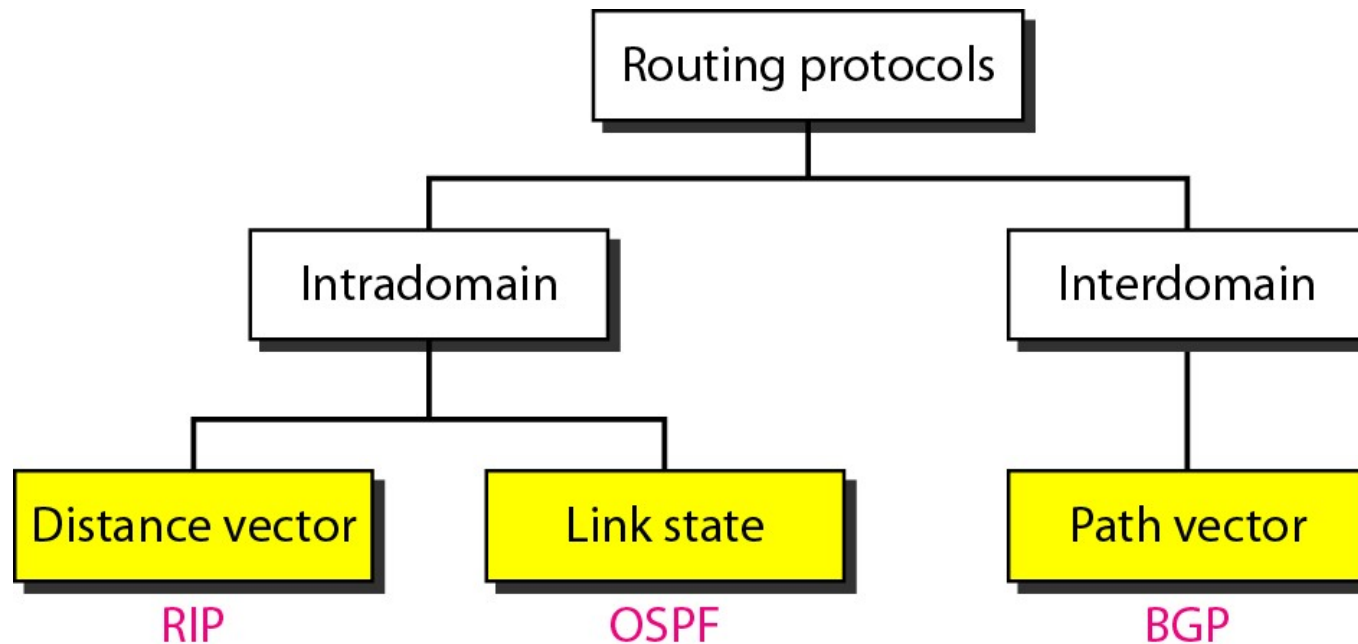 Routing protocols
Intradomain
Interdomain
Distance vector
Link state
Path vector
RIP
OSPF
BGP